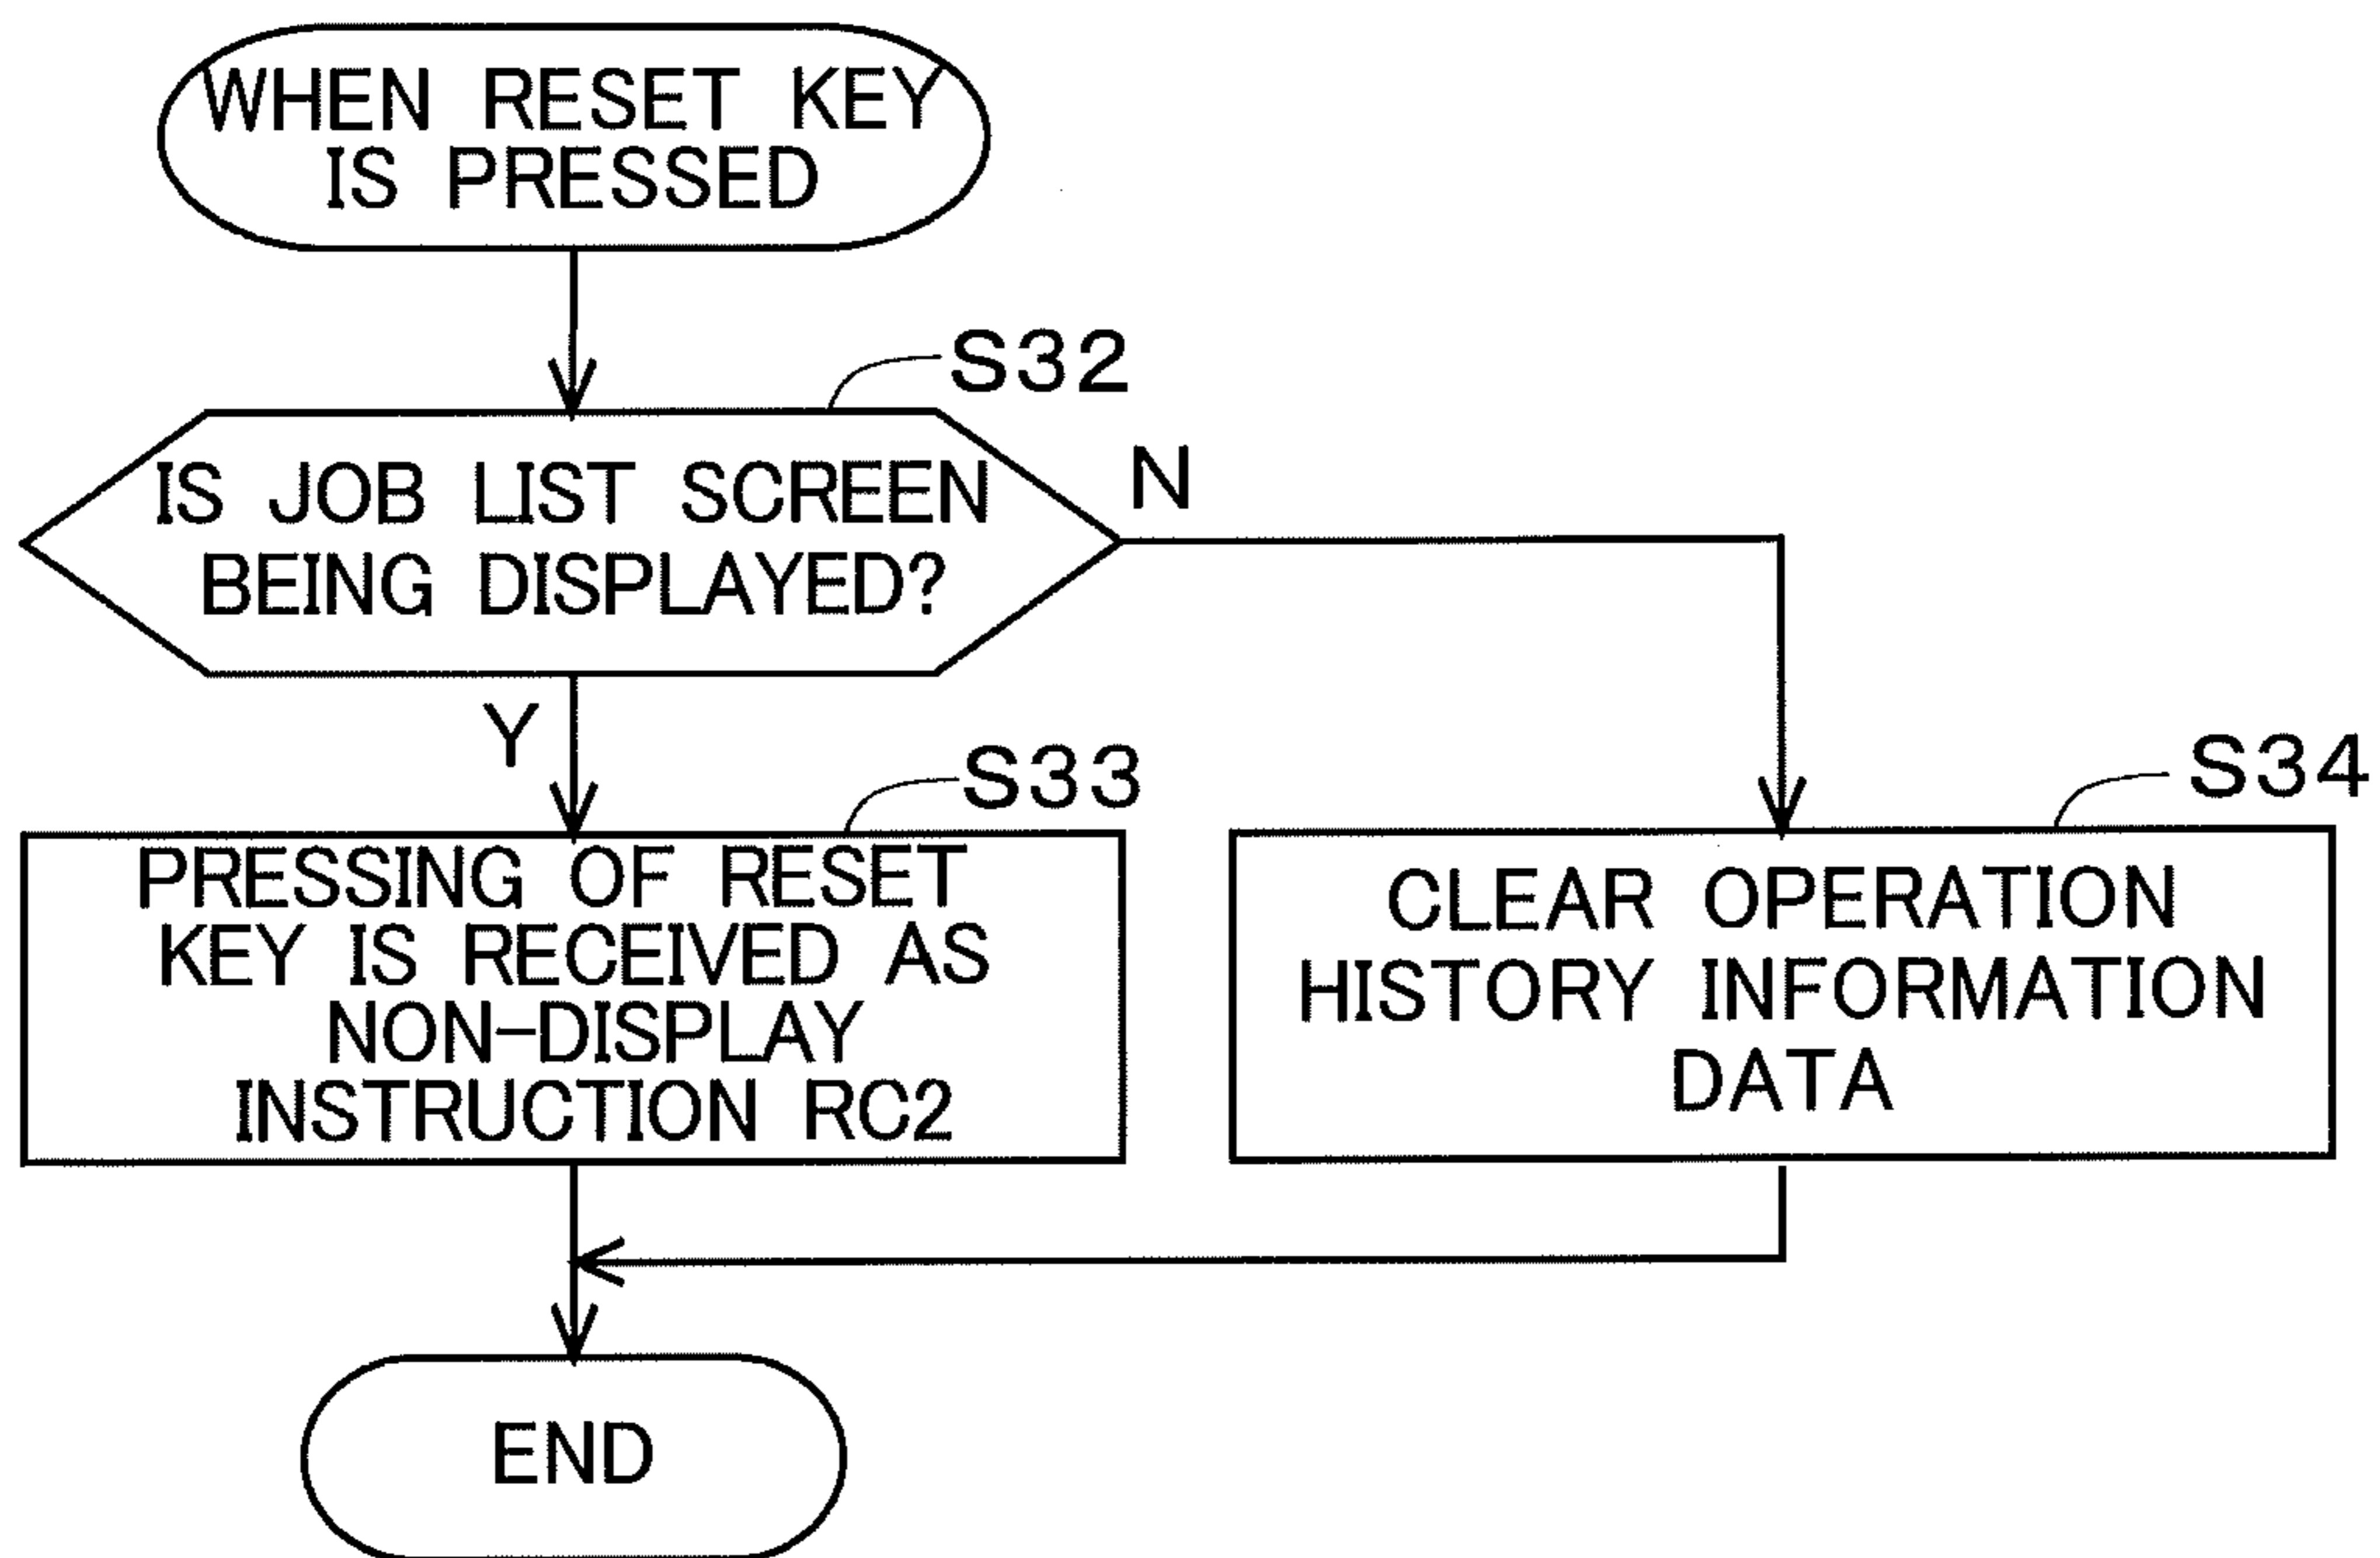 WHEN RESET KEY
IS PRESSED
S32
IS JOB LIST SCREEN
BEING DISPLAYED?
N
Y
S33
PRESSING OF RESET
KEY IS RECEIVED AS
NON-DISPLAY
INSTRUCTION RC2
S34
CLEAR OPERATION
HISTORY INFORMATION
DATA
END